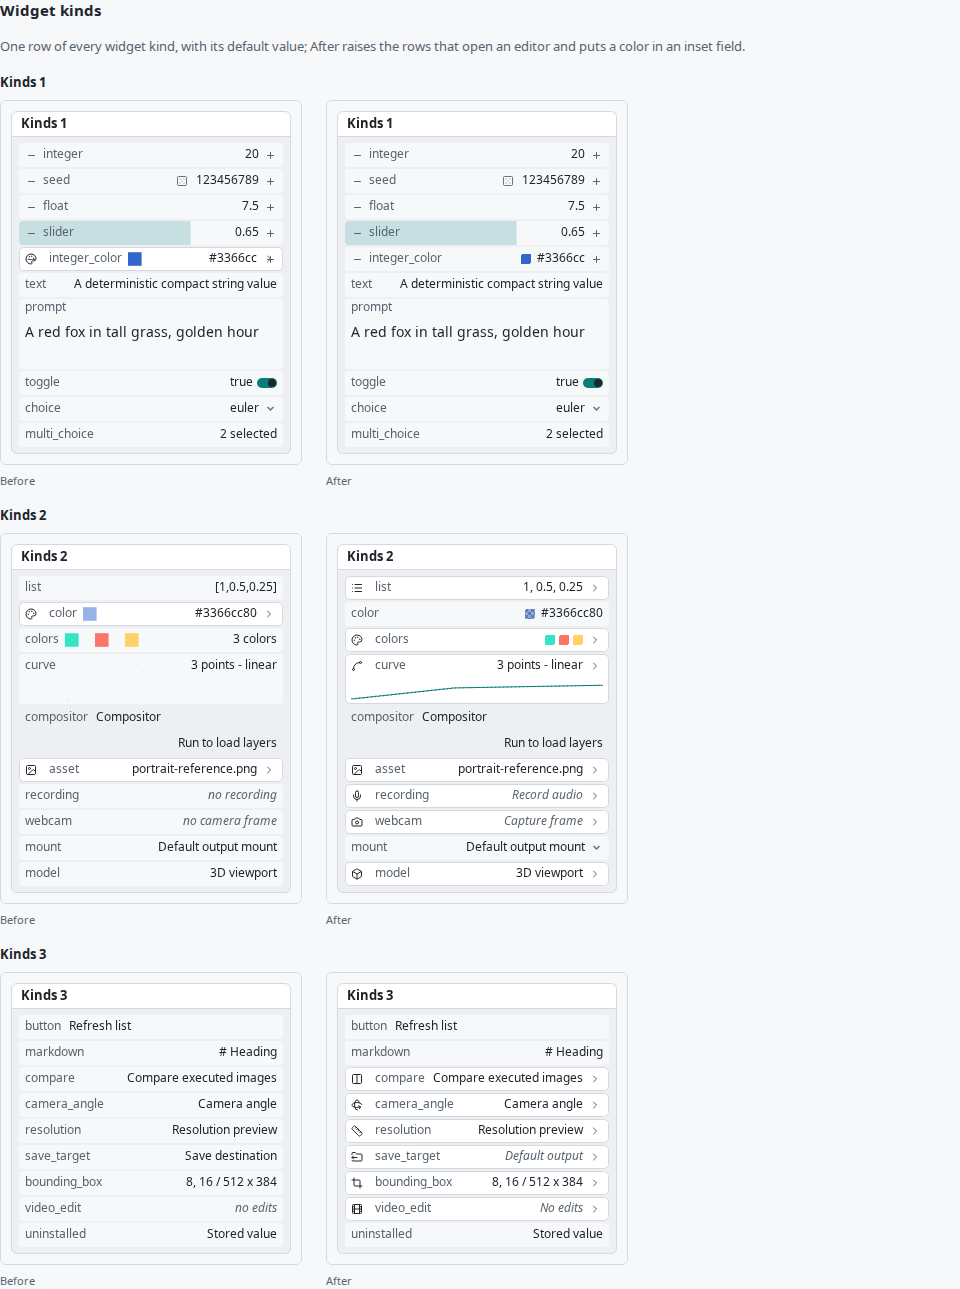 Widget kinds
One row of every widget kind, with its default value; After raises the rows that open an editor and puts a color in an inset field.
Kinds 1
Kinds 1
− integer 20 +
− seed 123456789 +
− float 7.5 +
− slider 0.65 +
integer_color #3366cc +
text A deterministic compact string value
prompt
A red fox in tall grass, golden hour
toggle true
choice euler
multi_choice 2 selected
Before
Kinds 1
− integer 20 +
− seed 123456789 +
− float 7.5 +
− slider 0.65 +
− integer_color #3366cc +
text A deterministic compact string value
prompt
A red fox in tall grass, golden hour
toggle true
choice euler
multi_choice 2 selected
After
Kinds 2
Kinds 2
list [1,0.5,0.25]
color #3366cc80
colors 3 colors
curve 3 points - linear
compositor Compositor
Run to load layers
asset portrait-reference.png
recording no recording
webcam no camera frame
mount Default output mount
model 3D viewport
Before
Kinds 2
list 1, 0.5, 0.25
color #3366cc80
colors
curve 3 points - linear
compositor Compositor
Run to load layers
asset portrait-reference.png
recording Record audio
webcam Capture frame
mount Default output mount
model 3D viewport
After
Kinds 3
Kinds 3
button Refresh list
markdown # Heading
compare Compare executed images
camera_angle Camera angle
resolution Resolution preview
save_target Save destination
bounding_box 8, 16 / 512 x 384
video_edit no edits
uninstalled Stored value
Before
Kinds 3
button Refresh list
markdown # Heading
compare Compare executed images
camera_angle Camera angle
resolution Resolution preview
save_target Default output
bounding_box 8, 16 / 512 x 384
video_edit No edits
uninstalled Stored value
After